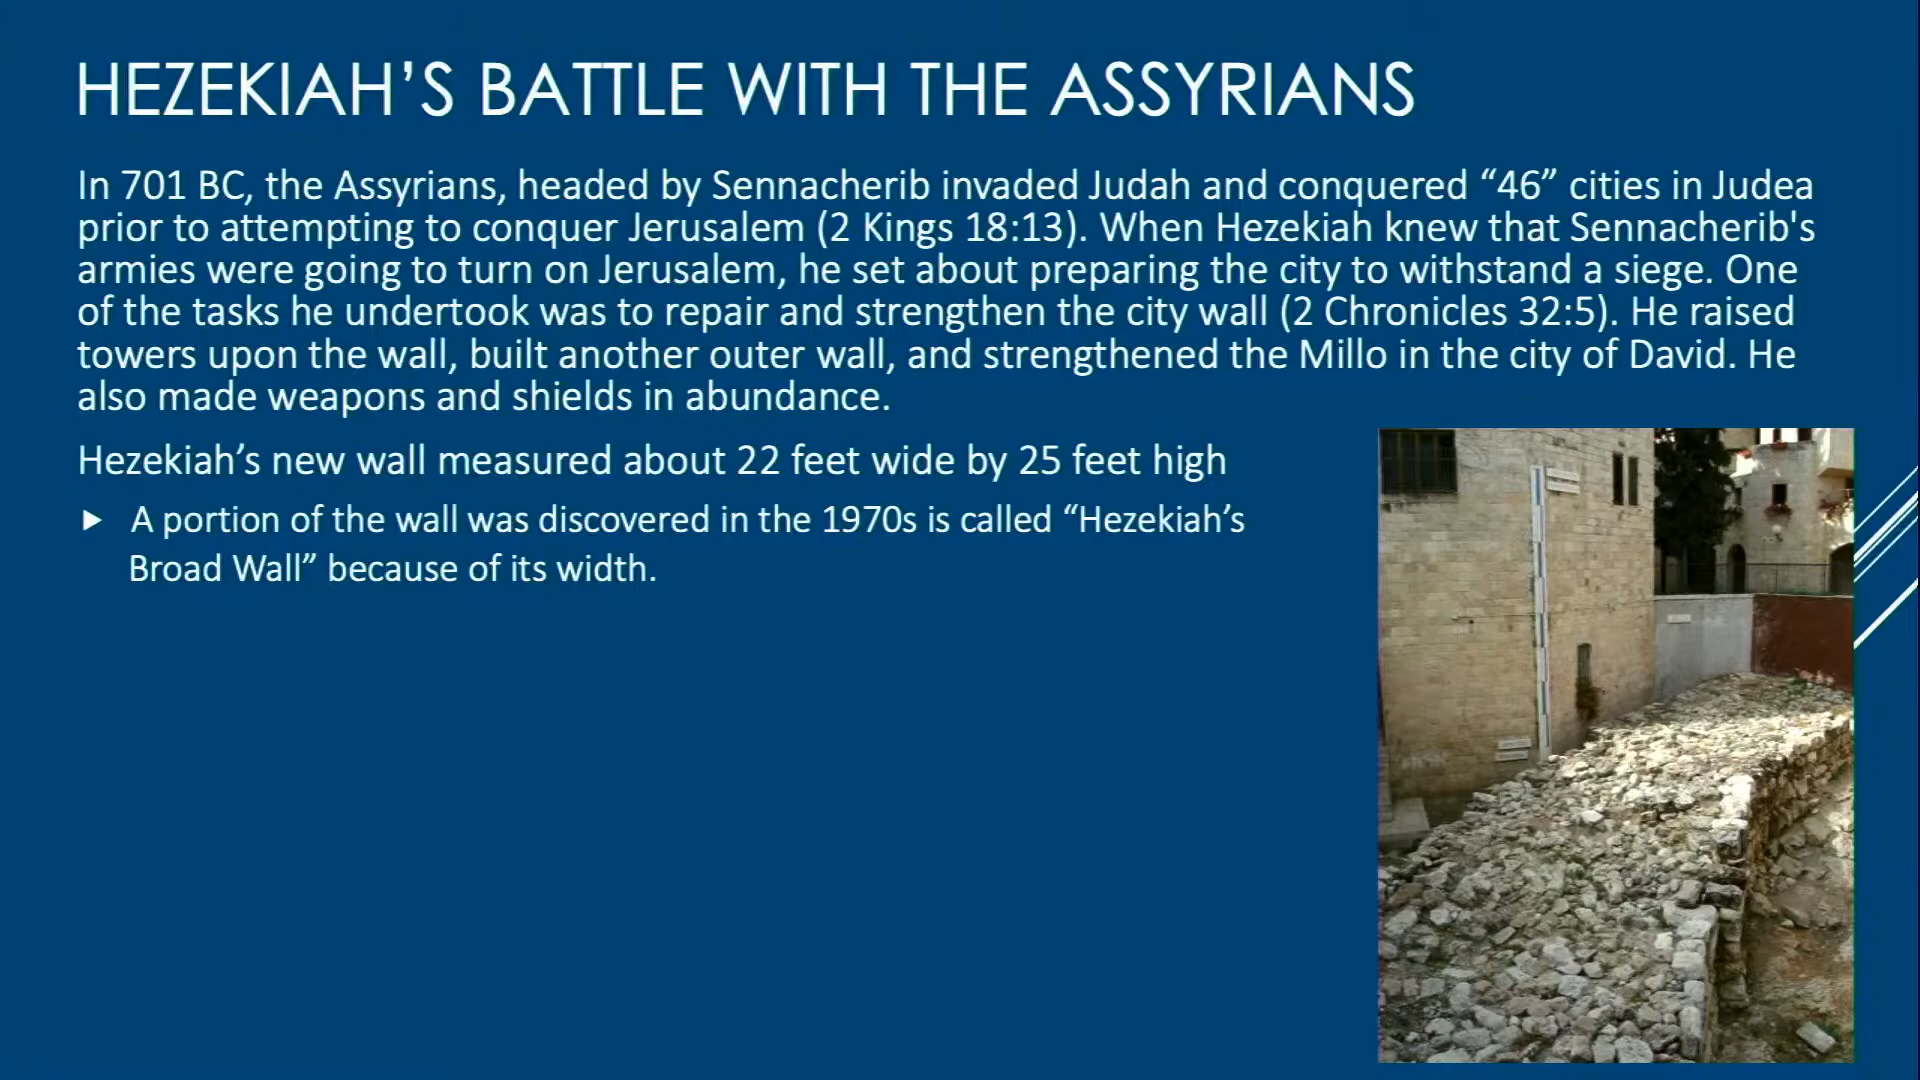 HEZEKIAH’S BATTLE WITH THE ASSYRIANS
In 701 BC, the Assyrians, headed by Sennacherib invaded Judah and conquered “46” cities in Judea
prior to attempting to conquer Jerusalem (2 Kings 18:13). When Hezekiah knew that Sennacherib's
armies were going to turn on Jerusalem, he set about preparing the city to withstand a siege. One
of the tasks he undertook was to repair and strengthen the city wall (2 Chronicles 32:5). He raised
towers upon the wall, built another outer wall, and strengthened the Millo in the city of David. He
also made weapons and shields in abundance.
Hezekiah’s new wall measured about 22 feet wide by 25 feet high
A portion of the wall was discovered in the 1970s is called “Hezekiah’s
Broad Wall” because of its width.